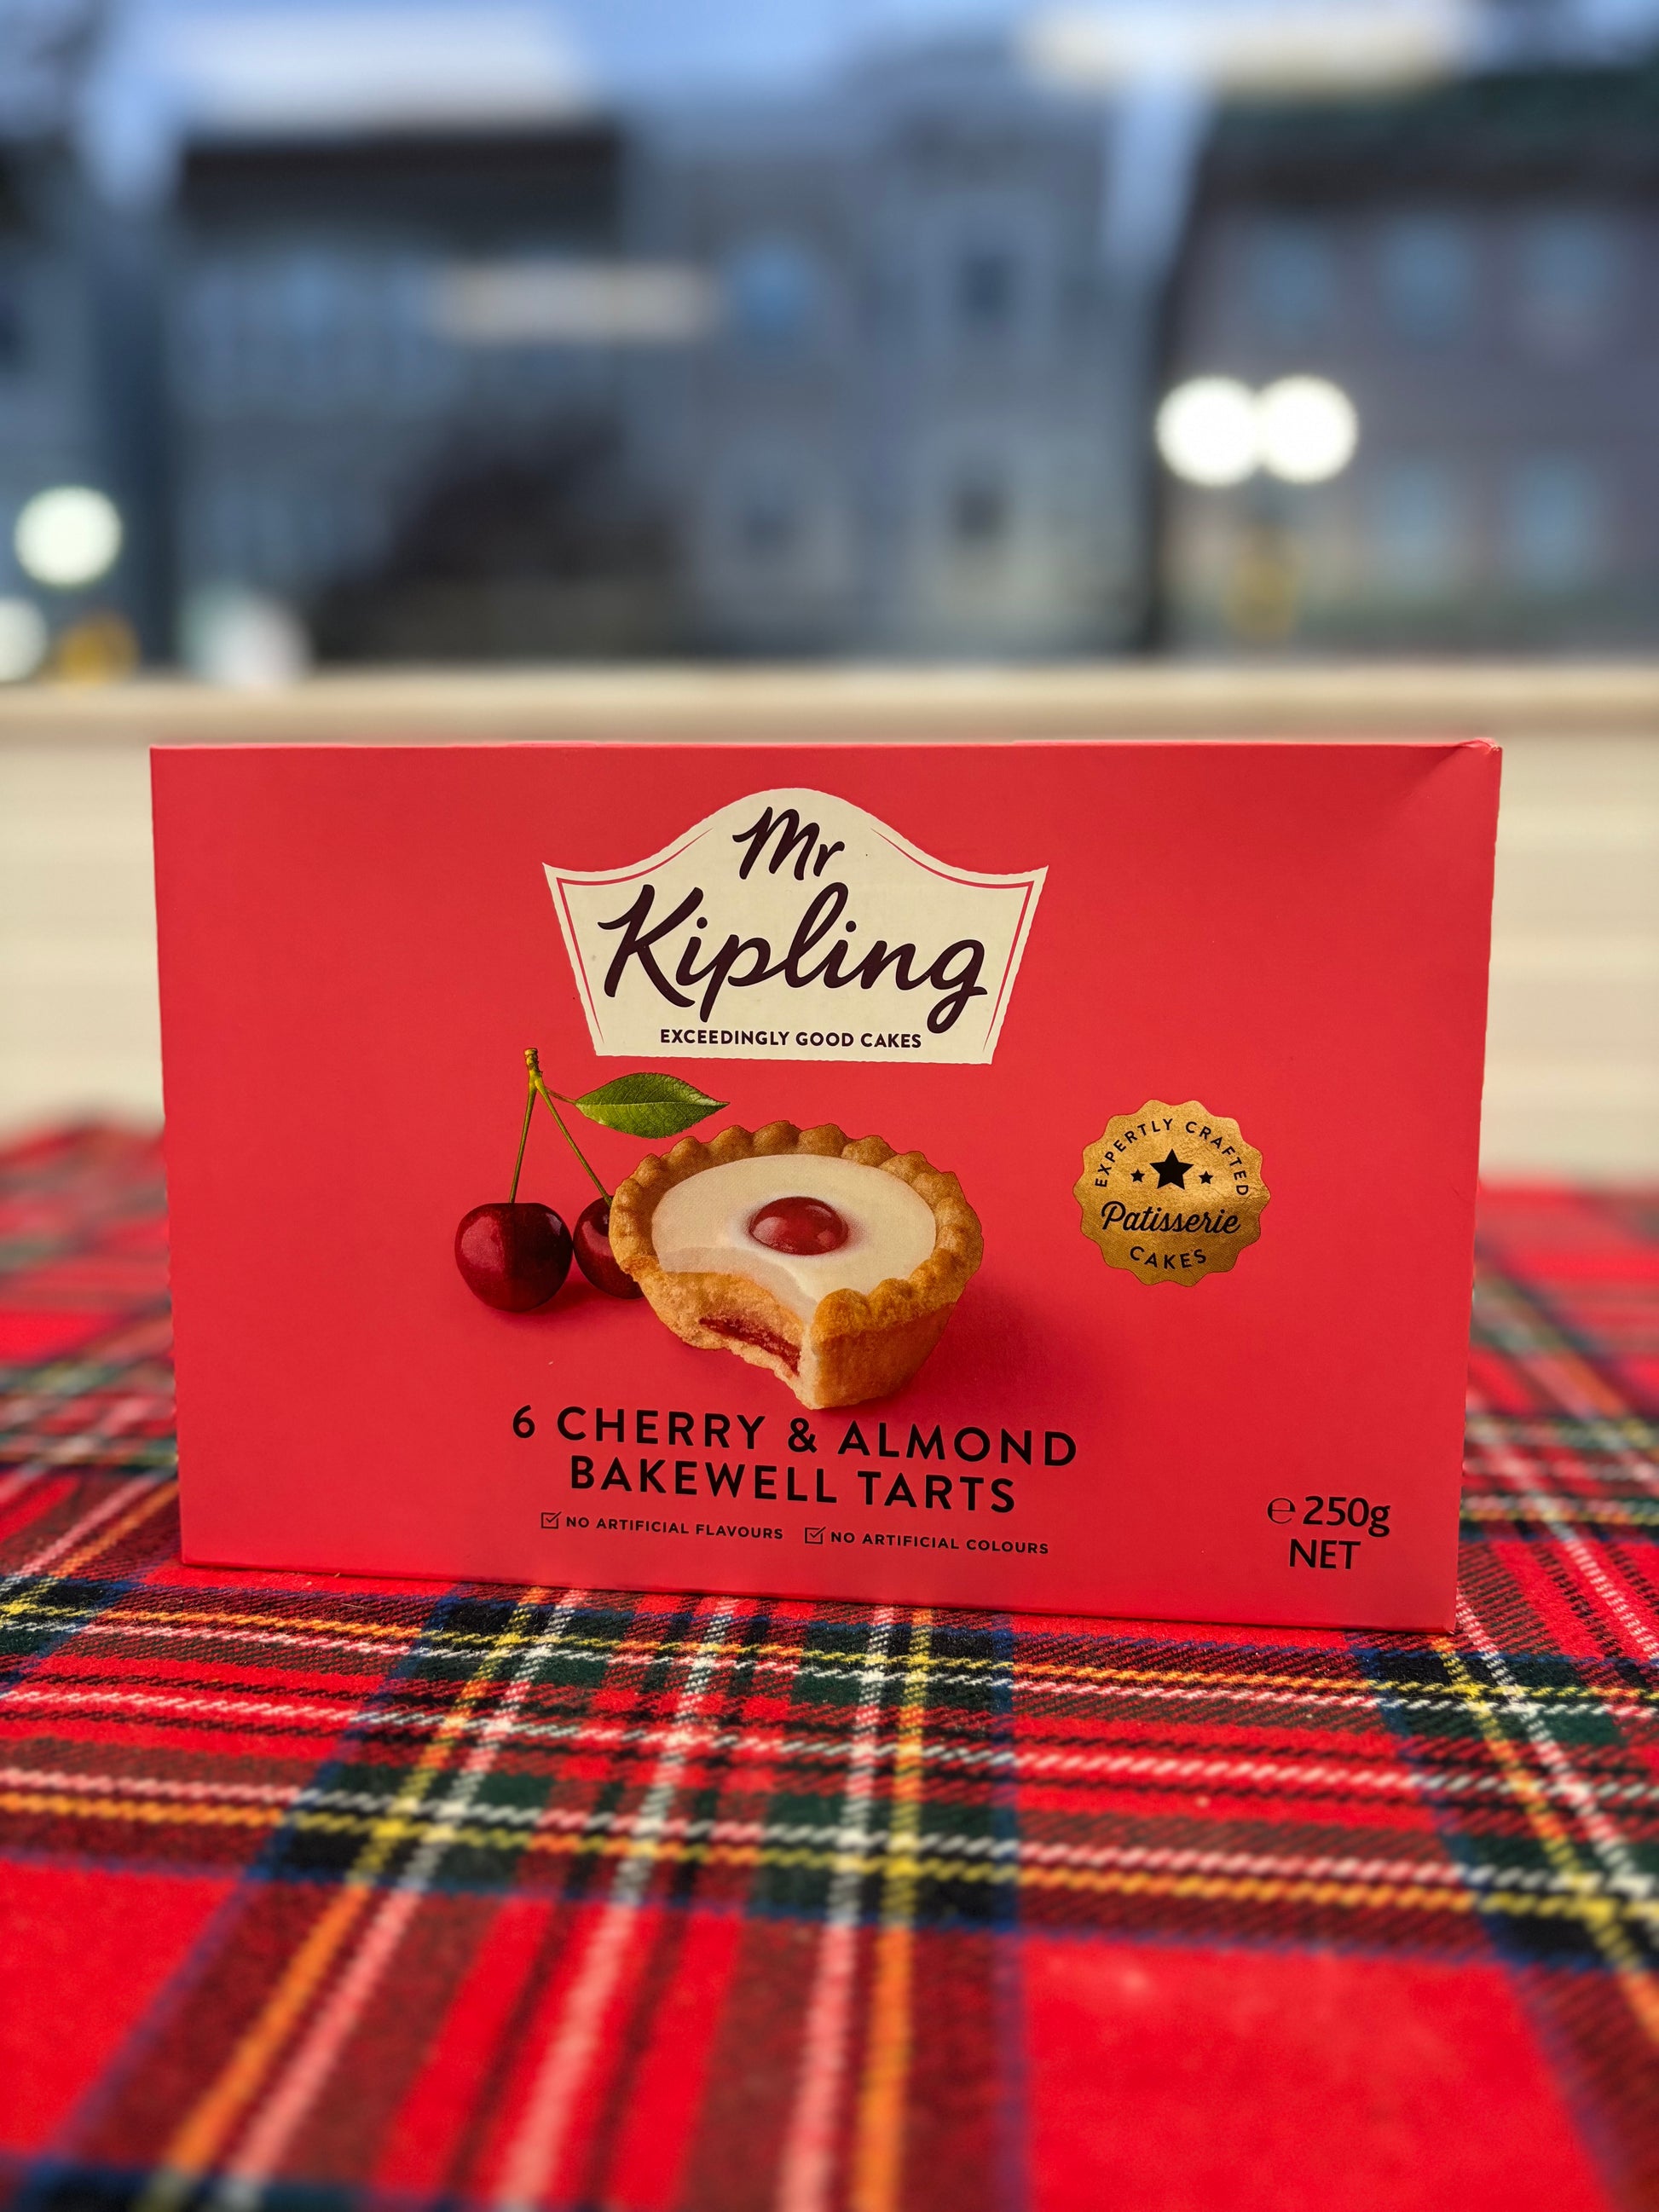 Mr
Kipling
EXCEEDINGLY GOOD CAKES
EXPERTLY CRAFTED
Patisserie
CAKES
6 CHERRY & ALMOND
BAKEWELL TARTS
NO ARTIFICIAL FLAVOURS NO ARTIFICIAL COLOURS
℮ 250g
NET